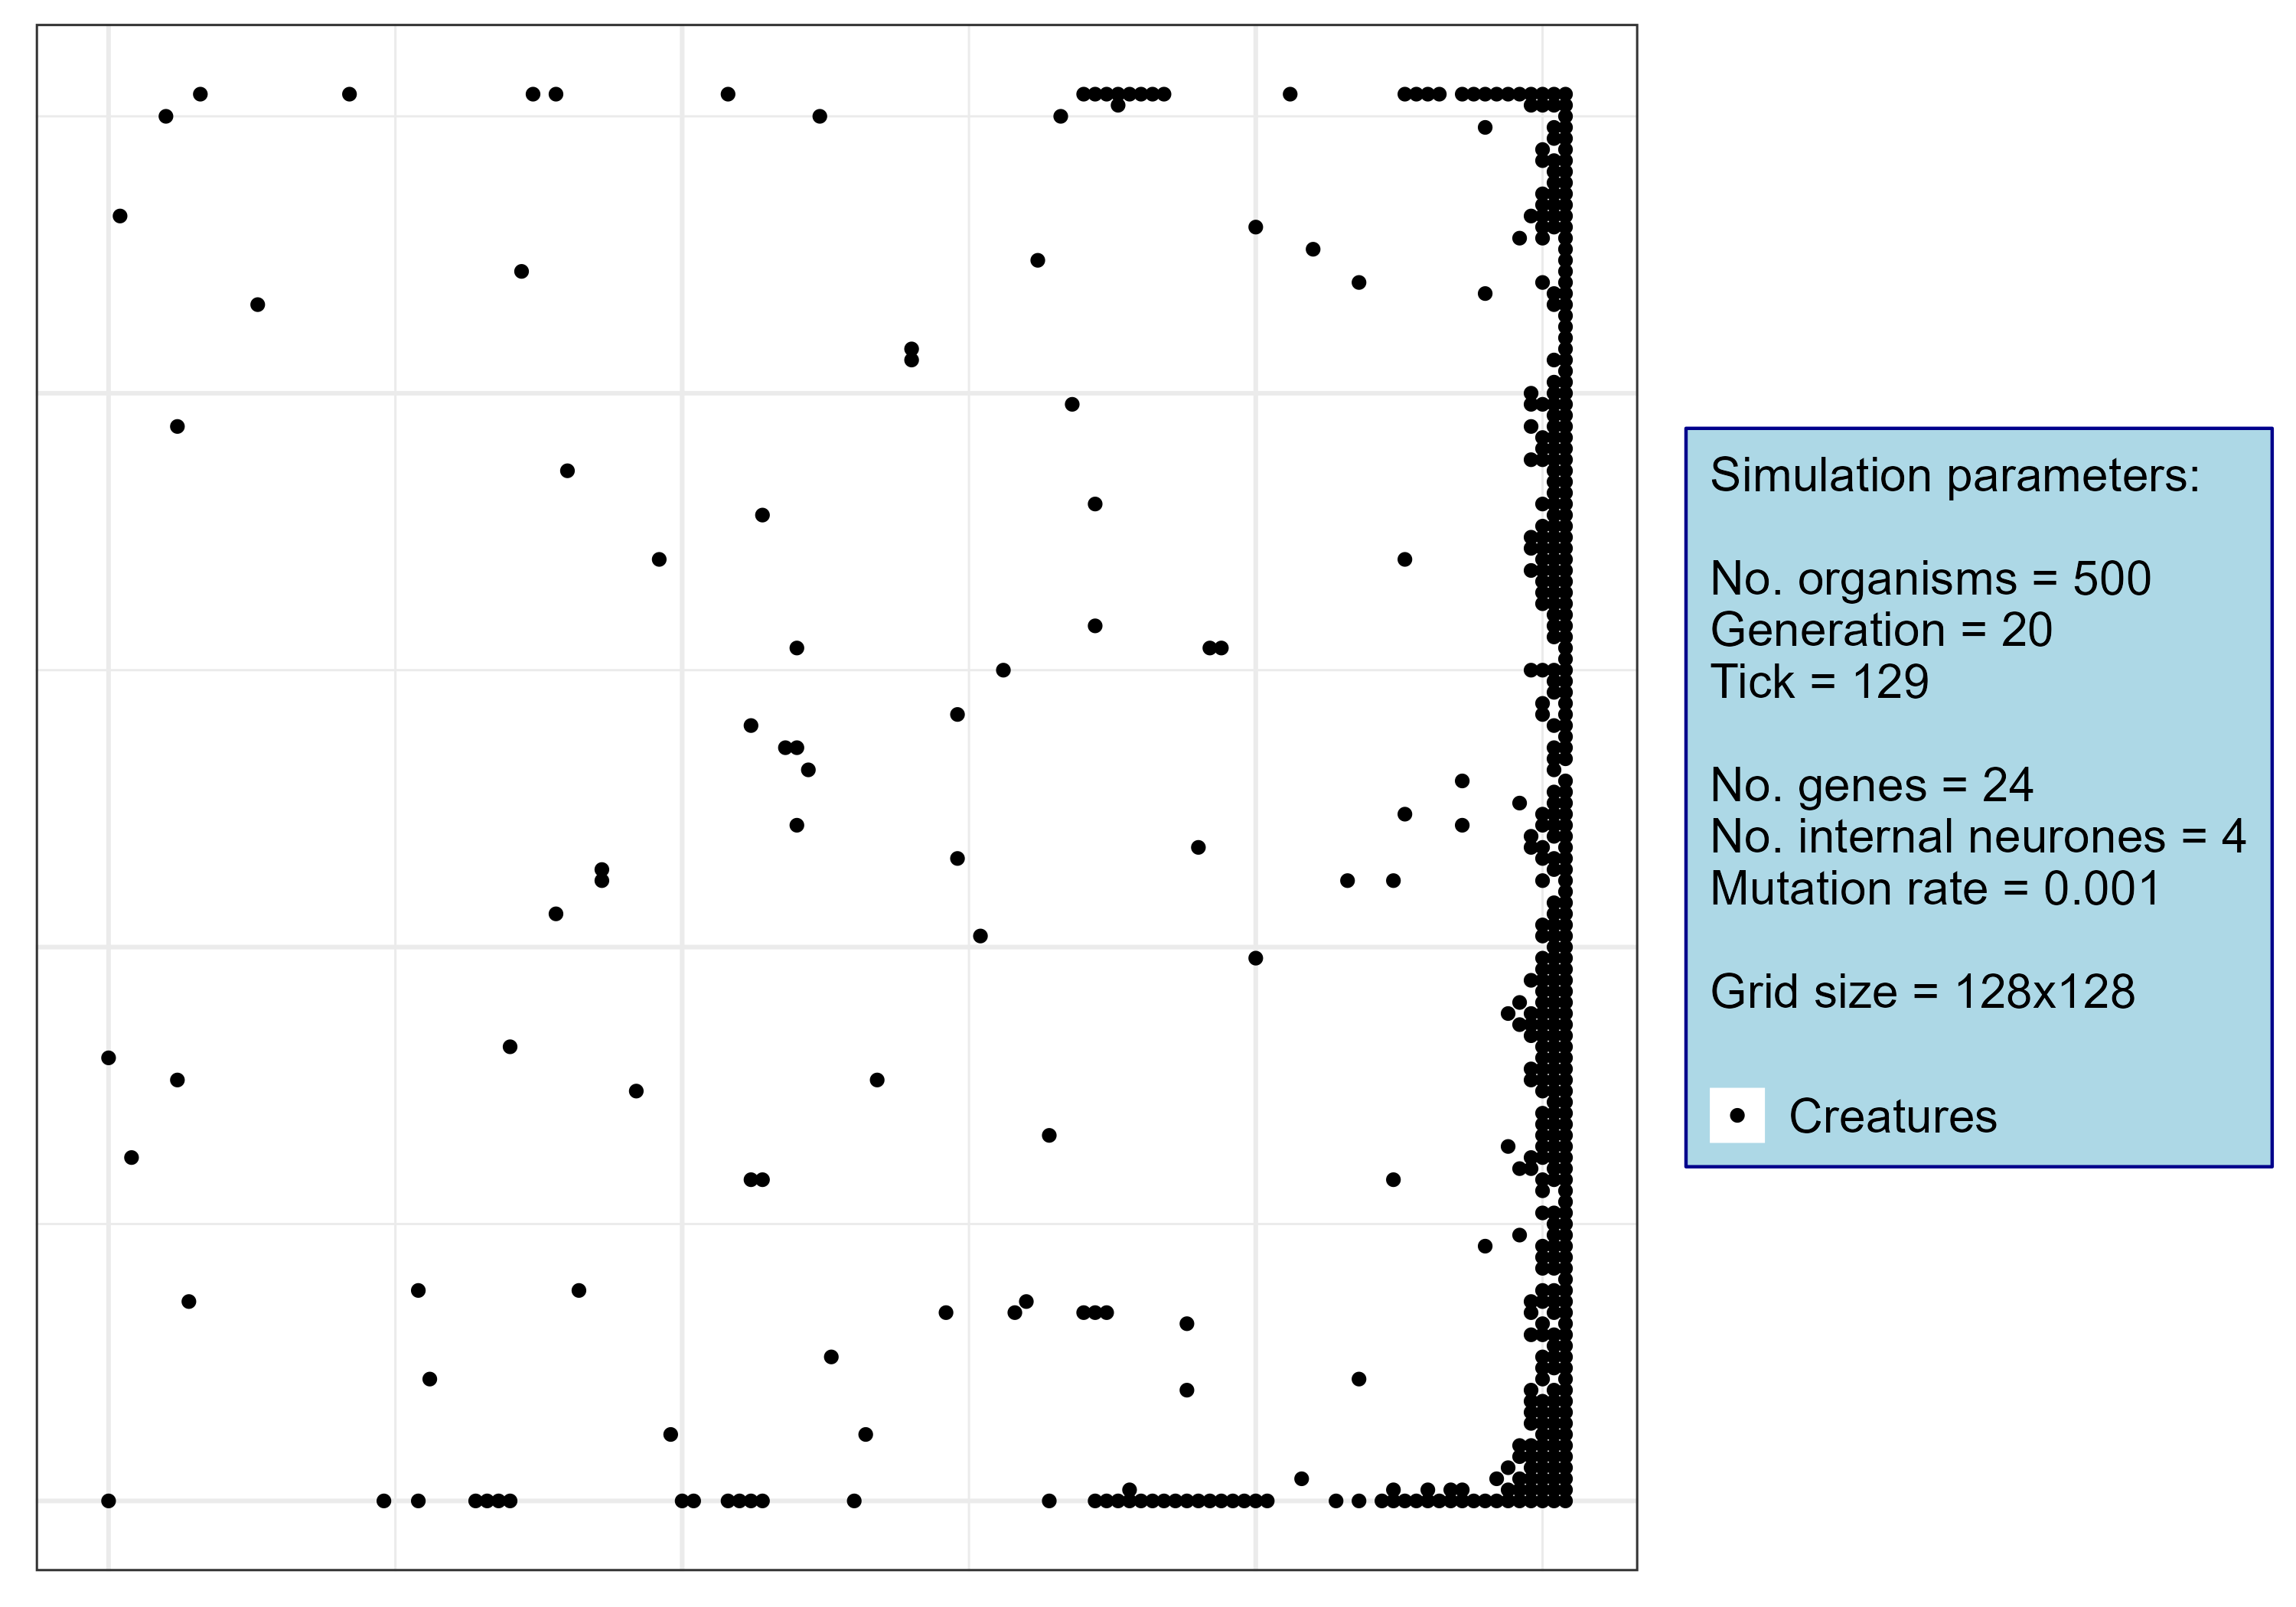 Simulation parameters:
No. organisms = 500
Generation = 20
Tick = 129
No. genes = 24
No. internal neurones = 4
Mutation rate = 0.001
Grid size = 128x128
Creatures